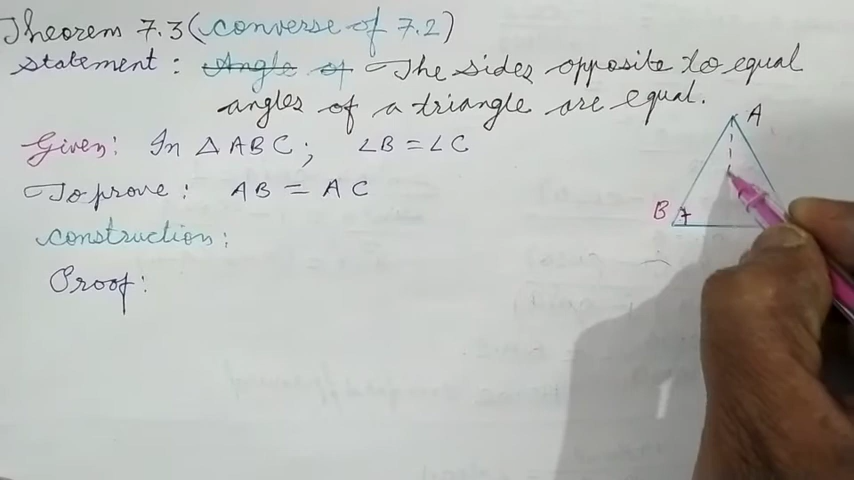 Theorem 7.3 (converse of 7.2)
Statement : Angle of The sides opposite to equal
angles of a triangle are equal.
Given: In △ABC; ∠B = ∠C
To prove: AB = AC
construction:
Proof:
A
B